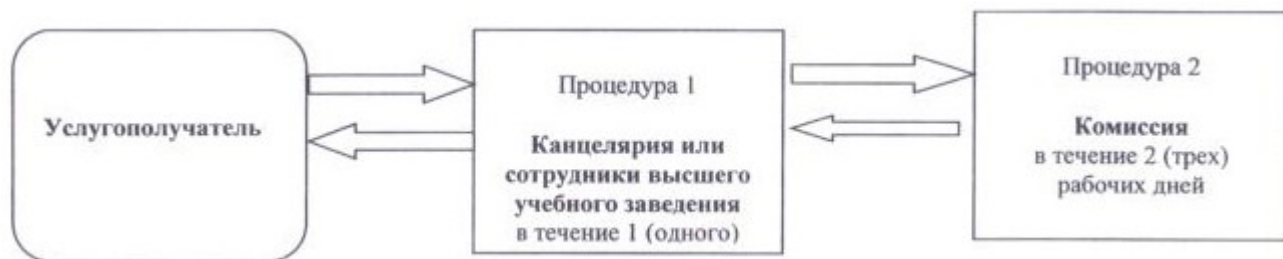 Услугополучатель
Процедура 1
Канцелярия или
сотрудники высшего
учебного заведения
в течение 1 (одного)
Процедура 2
Комиссия
в течение 2 (трех)
рабочих дней